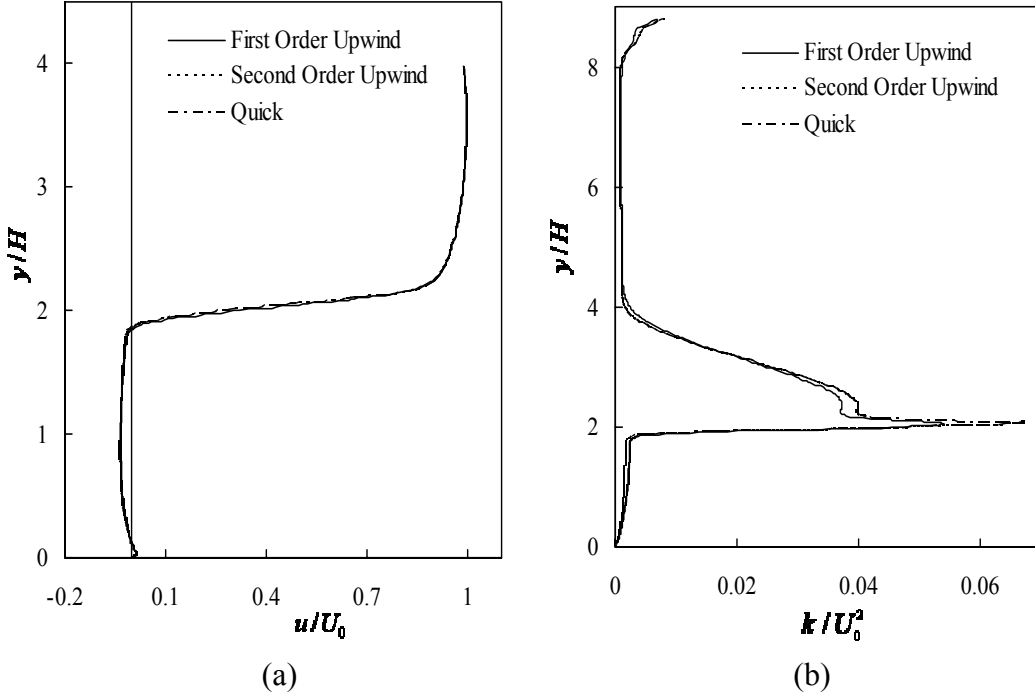 First Order Upwind
Second Order Upwind
Quick
4
3
2
1
0
y/H
-0.2
0.1
0.4
0.7
1
u/U₀
(a)
First Order Upwind
Second Order Upwind
Quick
8
6
4
2
0
y/H
0
0.02
0.04
0.06
k/U₀²
(b)